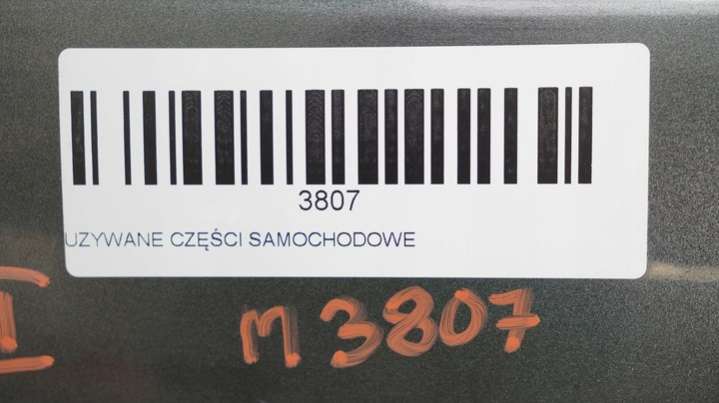 3807
UZYWANE CZĘŚCI SAMOCHODOWE
I M 3807